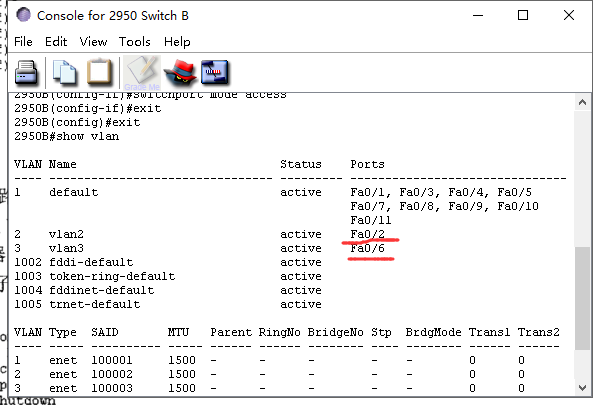 Console for 2950 Switch B
File Edit View Tools Help
2950B(config-if)#switchport mode access
2950B(config-if)#exit
2950B(config)#exit
2950B#show vlan
VLAN Name Status Ports
---- -------------------------------- --------- -------------------------------
1 default active Fa0/1, Fa0/3, Fa0/4, Fa0/5
Fa0/7, Fa0/8, Fa0/9, Fa0/10
Fa0/11
2 vlan2 active Fa0/2
3 vlan3 active Fa0/6
1002 fddi-default active
1003 token-ring-default active
1004 fddinet-default active
1005 trnet-default active
VLAN Type SAID MTU Parent RingNo BridgeNo Stp BrdgMode Trans1 Trans2
---- ----- ---------- ----- ------ ------ -------- ---- -------- ------ ------
1 enet 100001 1500 - - - - - 0 0
2 enet 100002 1500 - - - - - 0 0
3 enet 100003 1500 - - - - - 0 0
hutdown